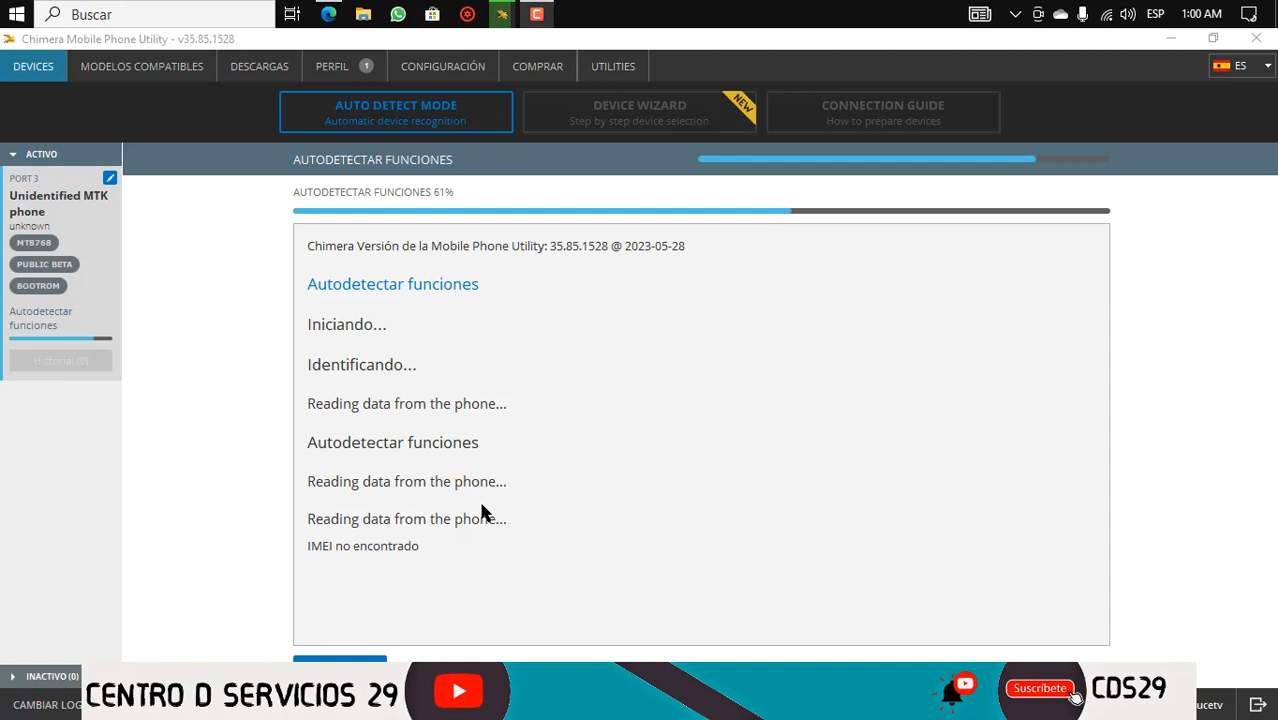 Buscar
ESP
1:00 AM
Chimera Mobile Phone Utility - v35.85.1528
DEVICES
MODELOS COMPATIBLES
DESCARGAS
PERFIL
1
CONFIGURACIÓN
COMPRAR
UTILITIES
ES
AUTO DETECT MODE
Automatic device recognition
DEVICE WIZARD
Step by step device selection
NEW
CONNECTION GUIDE
How to prepare devices
ACTIVO
AUTODETECTAR FUNCIONES
PORT 3
Unidentified MTK
phone
unknown
MT6768
PUBLIC BETA
BOOTROM
Autodetectar
funciones
Historial (0)
AUTODETECTAR FUNCIONES 61%
Chimera Versión de la Mobile Phone Utility: 35.85.1528 @ 2023-05-28
Autodetectar funciones
Iniciando...
Identificando...
Reading data from the phone...
Autodetectar funciones
Reading data from the phone...
Reading data from the phone...
IMEI no encontrado
INACTIVO (0)
CAMBIAR LOG
CENTRO D SERVICIOS 29
Suscríbete
CDS29
ucetv